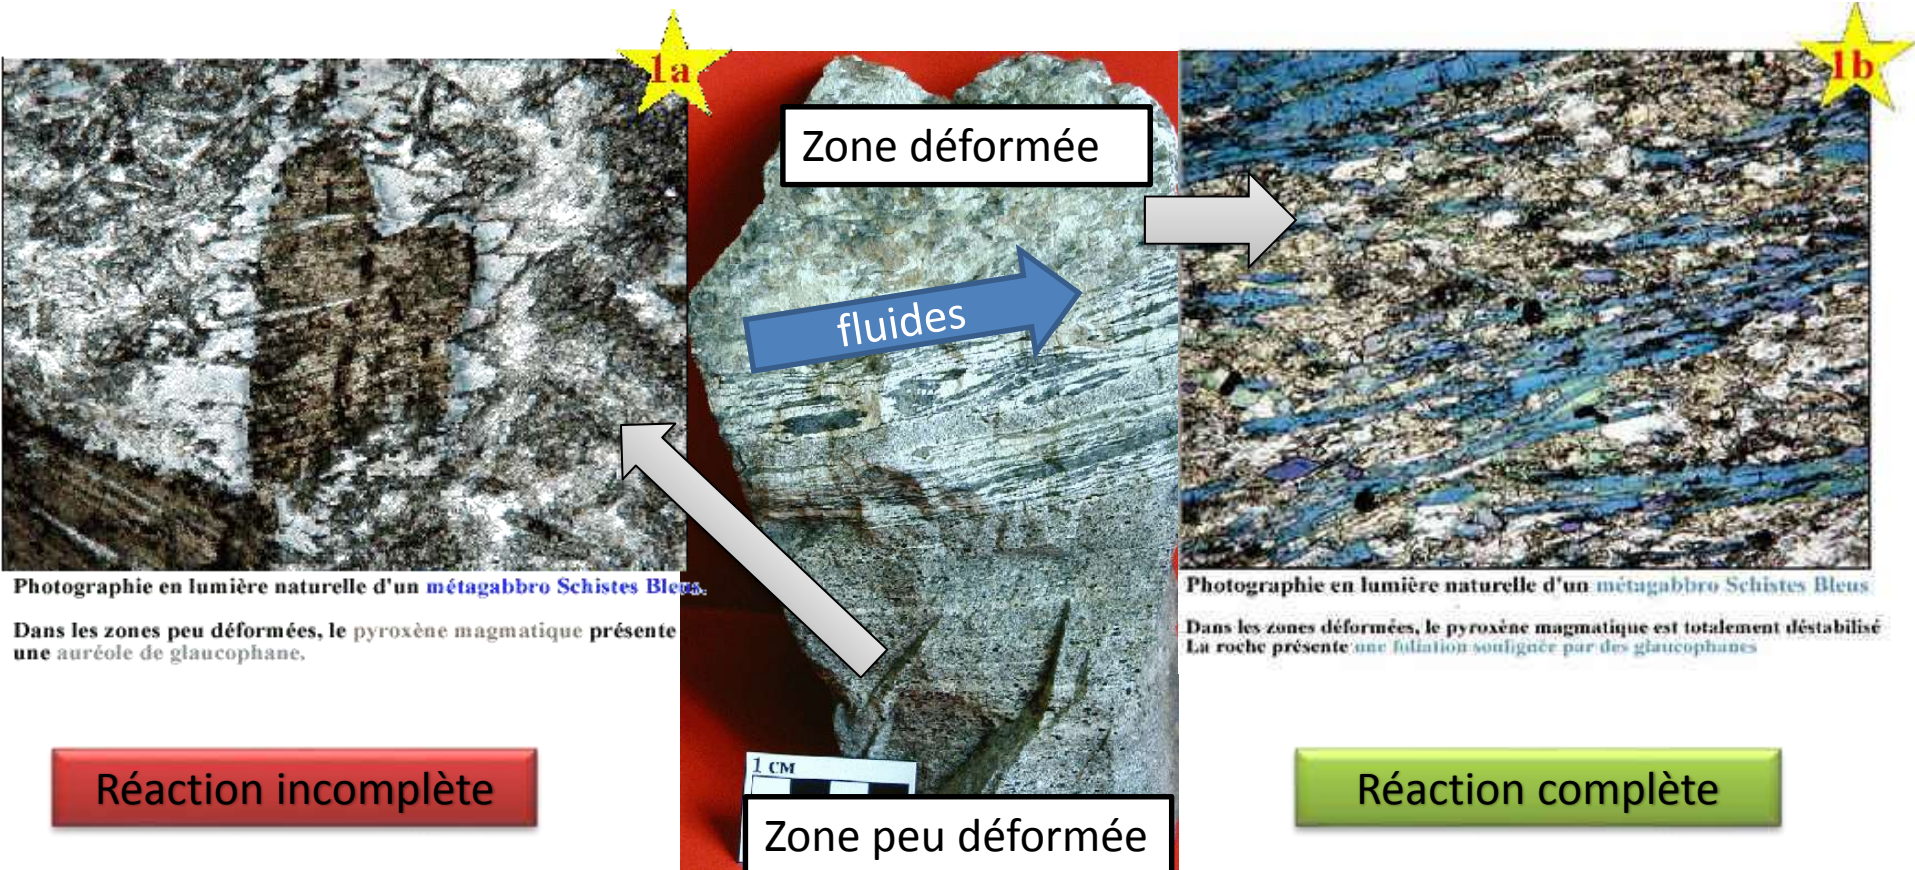 1a
Photographie en lumière naturelle d'un métagabbro Schistes Bleus.
Dans les zones peu déformées, le pyroxène magmatique présente
une auréole de glaucophane.
Réaction incomplète
Zone déformée
fluides
1 CM
Zone peu déformée
1b
Photographie en lumière naturelle d'un métagabbro Schistes Bleus
Dans les zones déformées, le pyroxène magmatique est totalement déstabilisé
La roche présente une foliation soulignée par des glaucophanes
Réaction complète